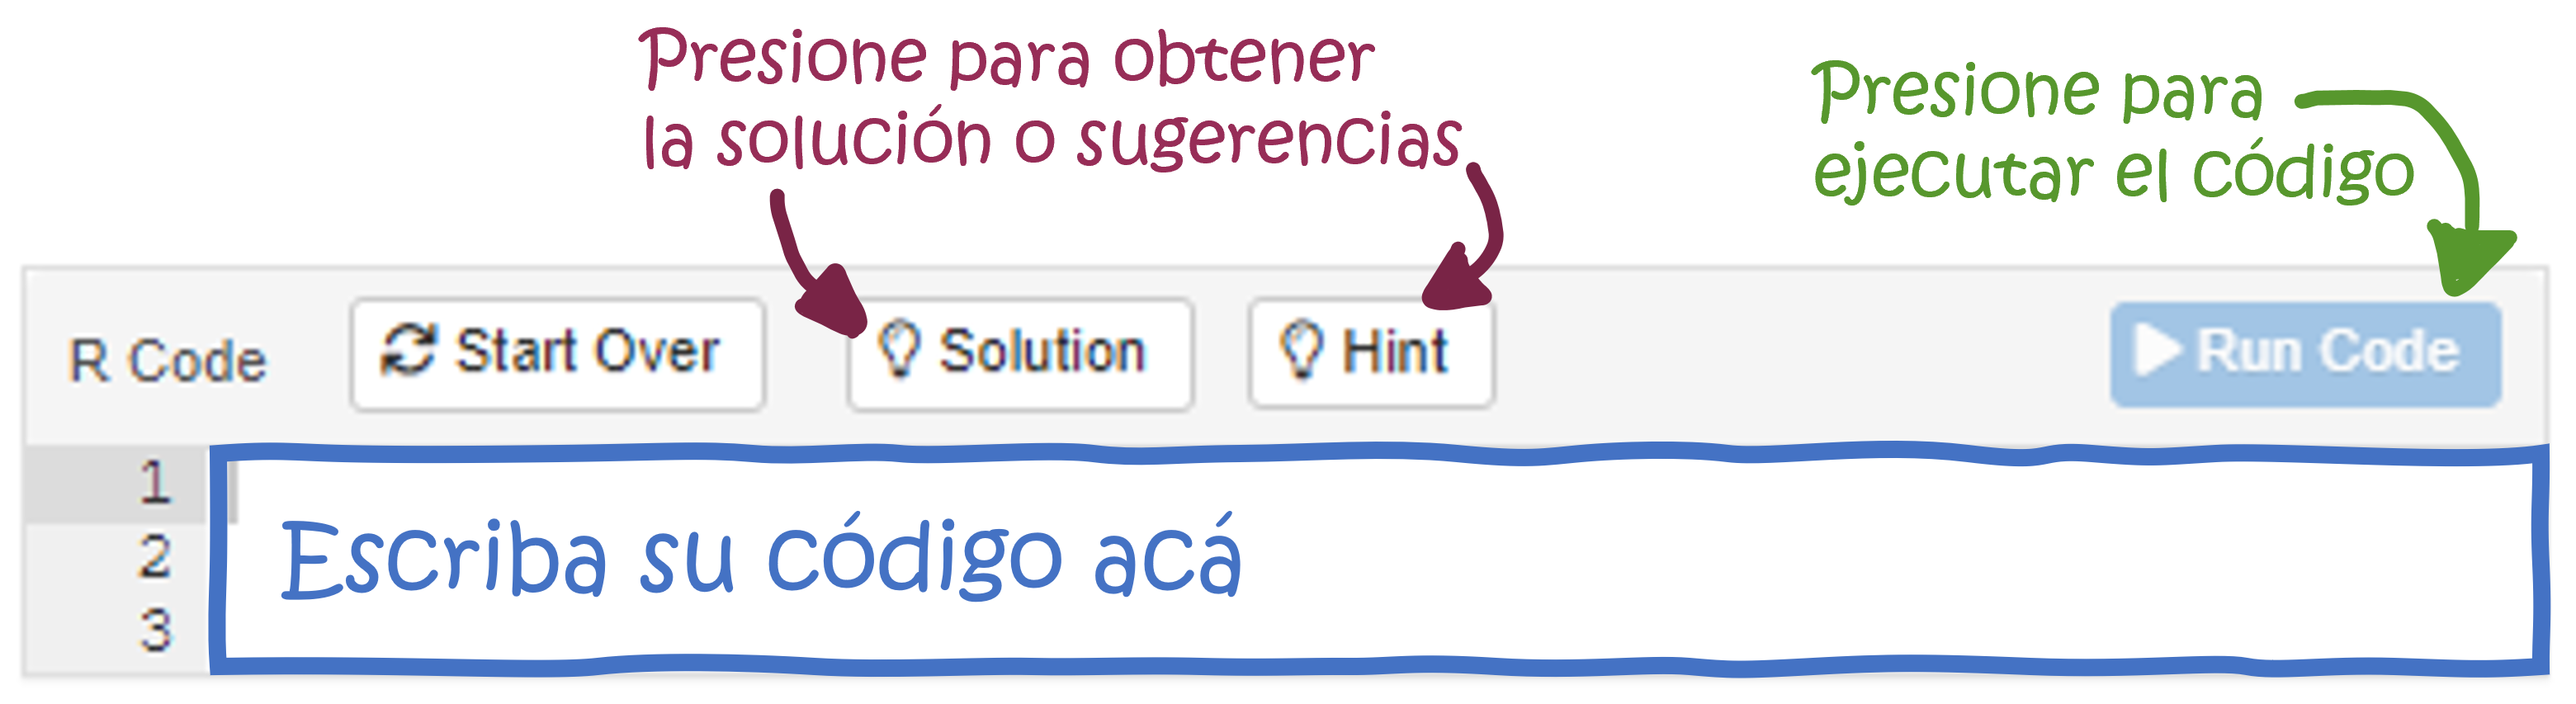 Presione para obtener
la solución o sugerencias
Presione para
ejecutar el código
R Code
Start Over
Solution
Hint
Run Code
1
2
3
Escriba su código acá